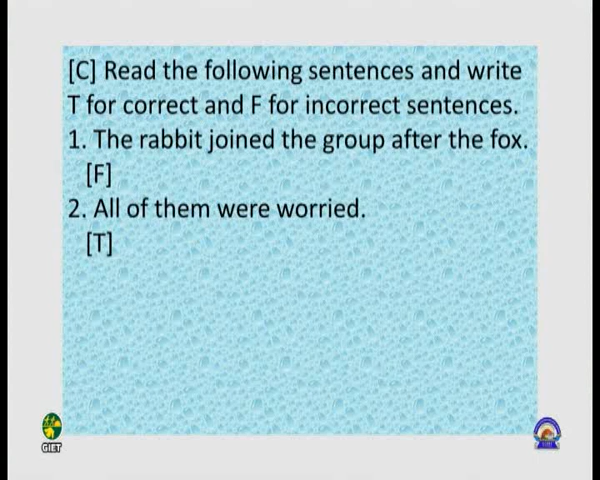 [C] Read the following sentences and write
T for correct and F for incorrect sentences.
1. The rabbit joined the group after the fox.
[F]
2. All of them were worried.
[T]
GIET